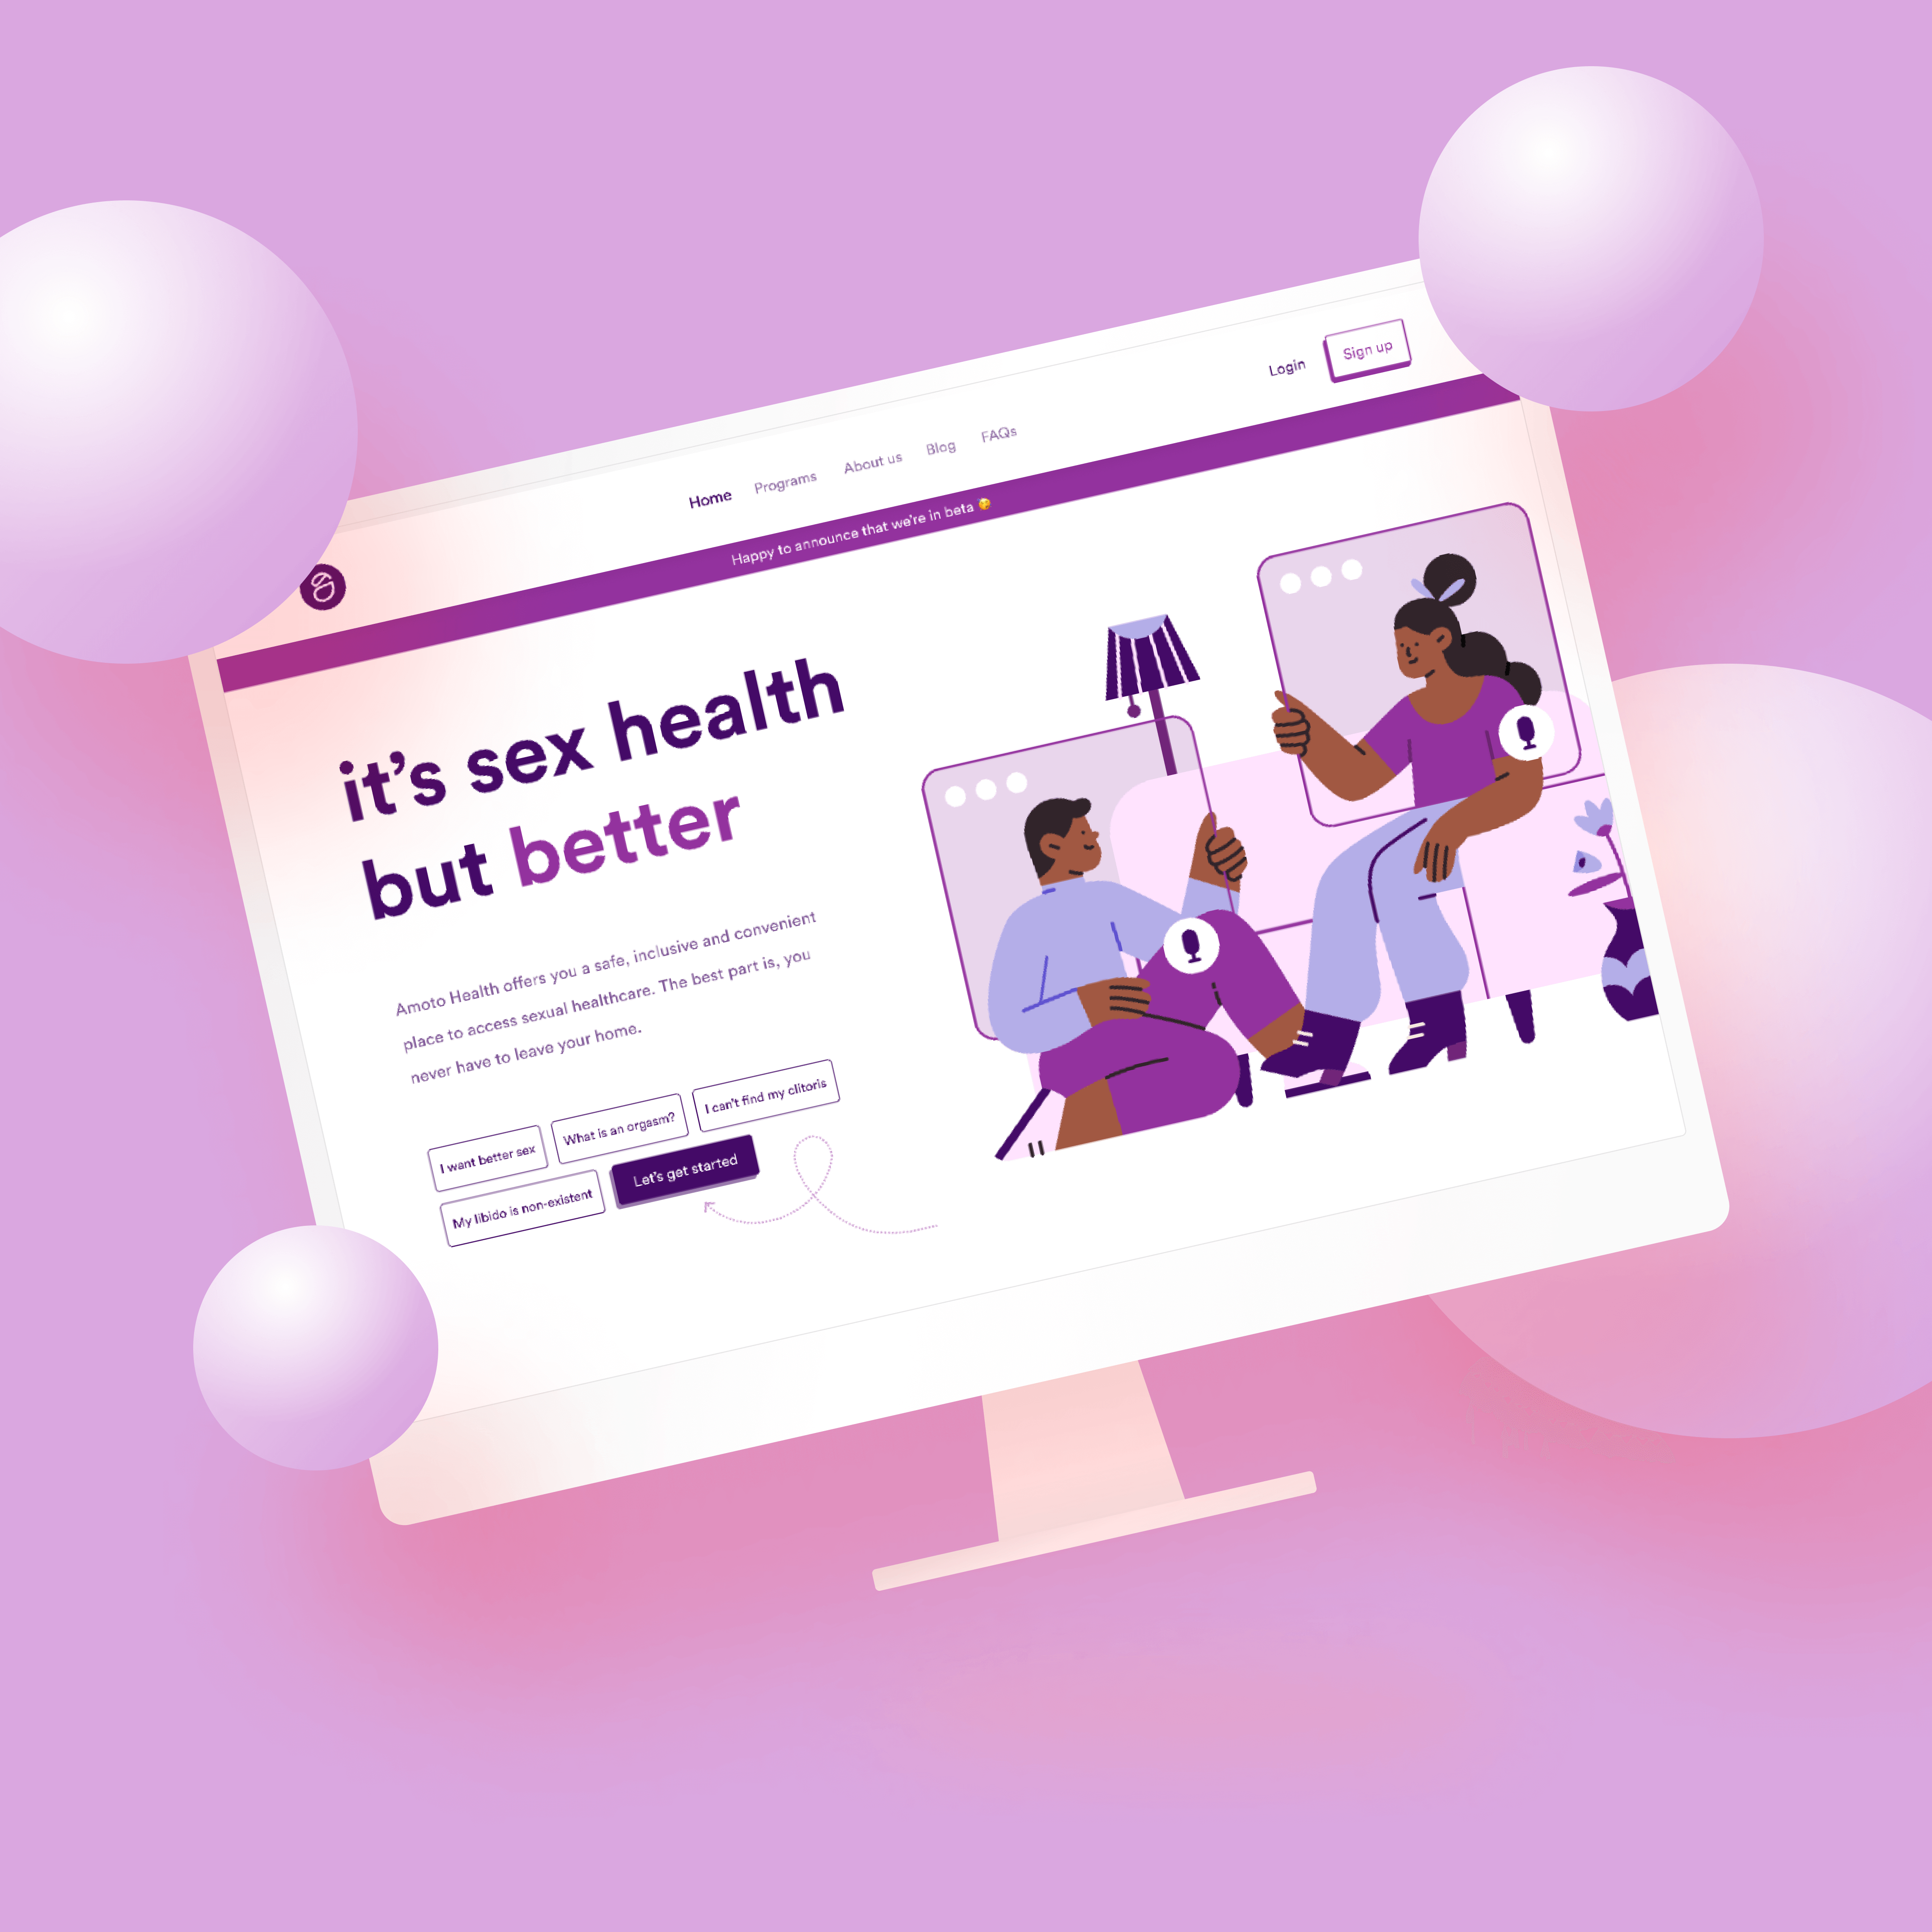 Home Programs About us Blog FAQs
Login Sign up
Happy to announce that we're in beta 🥳
it's sex health
but better
Amoto Health offers you a safe, inclusive and convenient
place to access sexual healthcare. The best part is, you
never have to leave your home.
I want better sex What is an orgasm? I can't find my clitoris
My libido is non-existent Let's get started